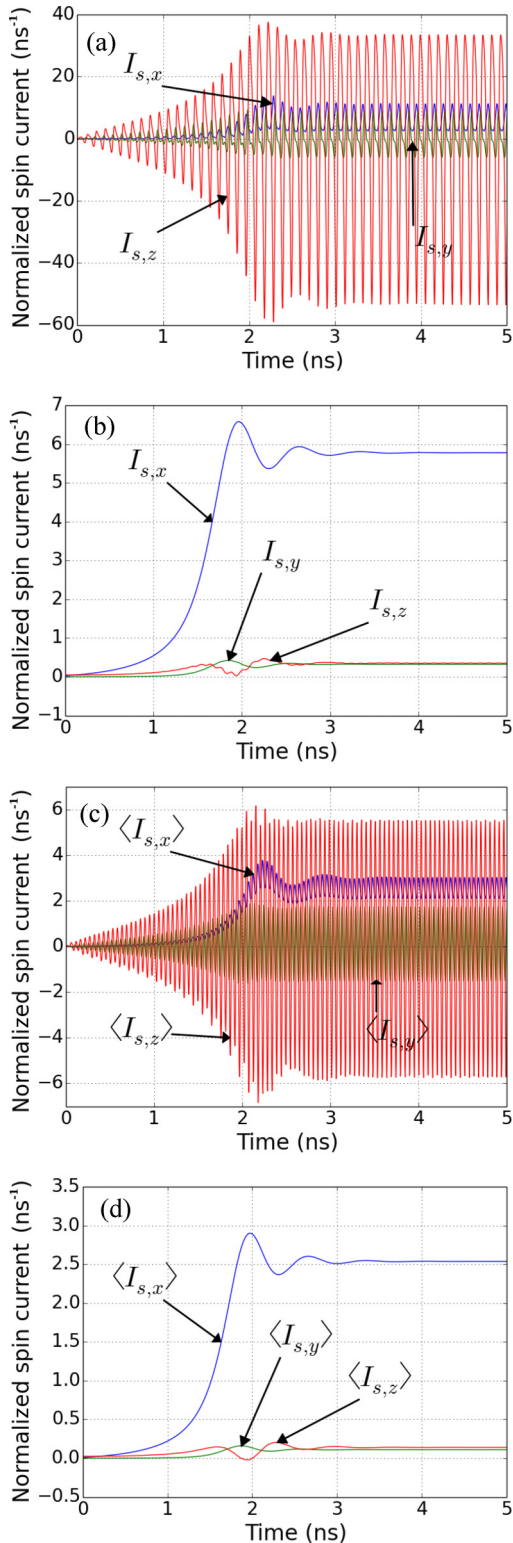 (a)
Normalized spin current (ns⁻¹)
40
20
0
−20
−40
−60
I_{s,x}
I_{s,z}
I_{s,y}
0 1 2 3 4 5
Time (ns)
(b)
Normalized spin current (ns⁻¹)
7
6
5
4
3
2
1
0
−1
I_{s,x}
I_{s,y}
I_{s,z}
0 1 2 3 4 5
Time (ns)
(c)
Normalized spin current (ns⁻¹)
6
4
2
0
−2
−4
−6
⟨I_{s,x}⟩
⟨I_{s,z}⟩
⟨I_{s,y}⟩
0 1 2 3 4 5
Time (ns)
(d)
Normalized spin current (ns⁻¹)
3.5
3.0
2.5
2.0
1.5
1.0
0.5
0.0
−0.5
⟨I_{s,x}⟩
⟨I_{s,y}⟩
⟨I_{s,z}⟩
0 1 2 3 4 5
Time (ns)